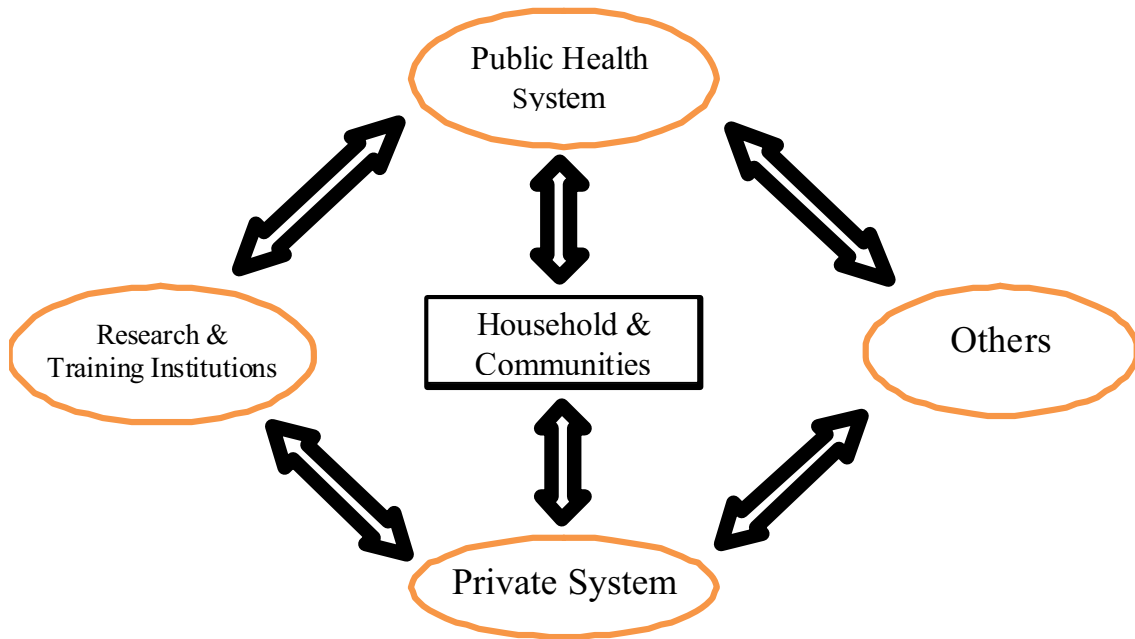 Public Health
System
Research &
Training Institutions
Household &
Communities
Others
Private System